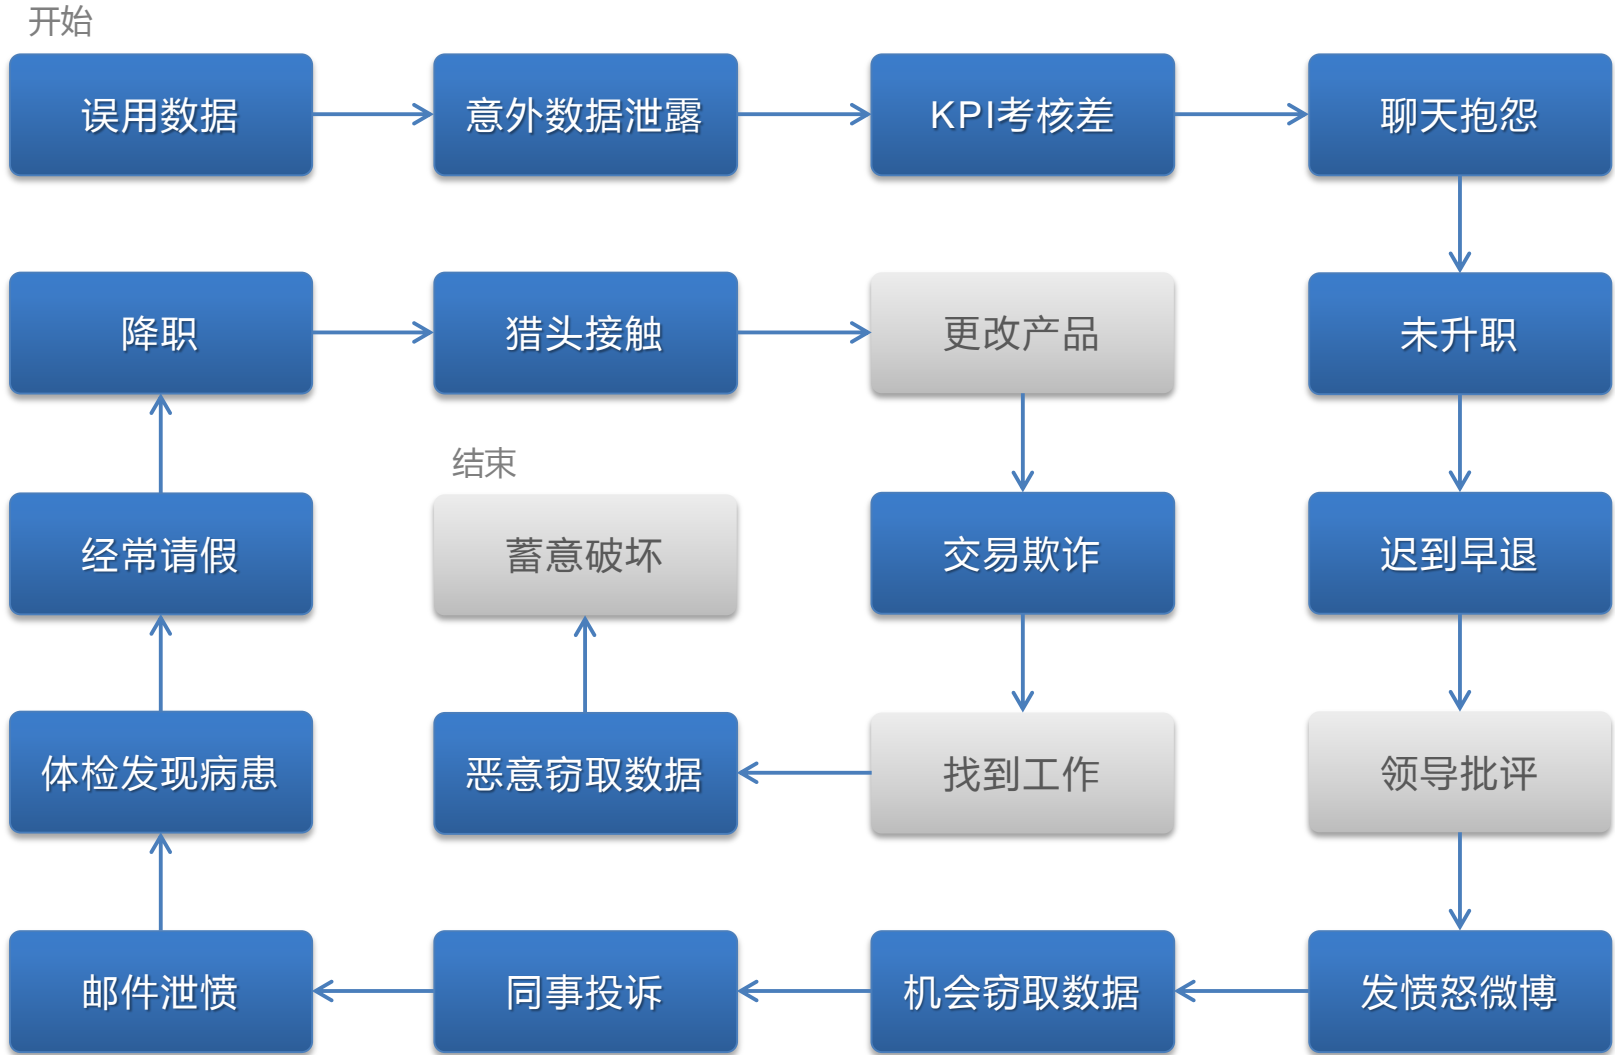 开始
误用数据
意外数据泄露
KPI考核差
聊天抱怨
降职
猎头接触
更改产品
未升职
结束
经常请假
蓄意破坏
交易欺诈
迟到早退
体检发现病患
恶意窃取数据
找到工作
领导批评
邮件泄愤
同事投诉
机会窃取数据
发愤怒微博